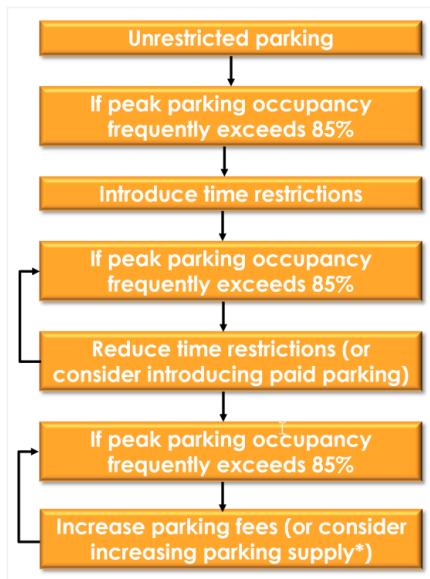 Unrestricted parking
If peak parking occupancy
frequently exceeds 85%
Introduce time restrictions
If peak parking occupancy
frequently exceeds 85%
Reduce time restrictions (or
consider introducing paid parking)
If peak parking occupancy
frequently exceeds 85%
Increase parking fees (or consider
increasing parking supply*)